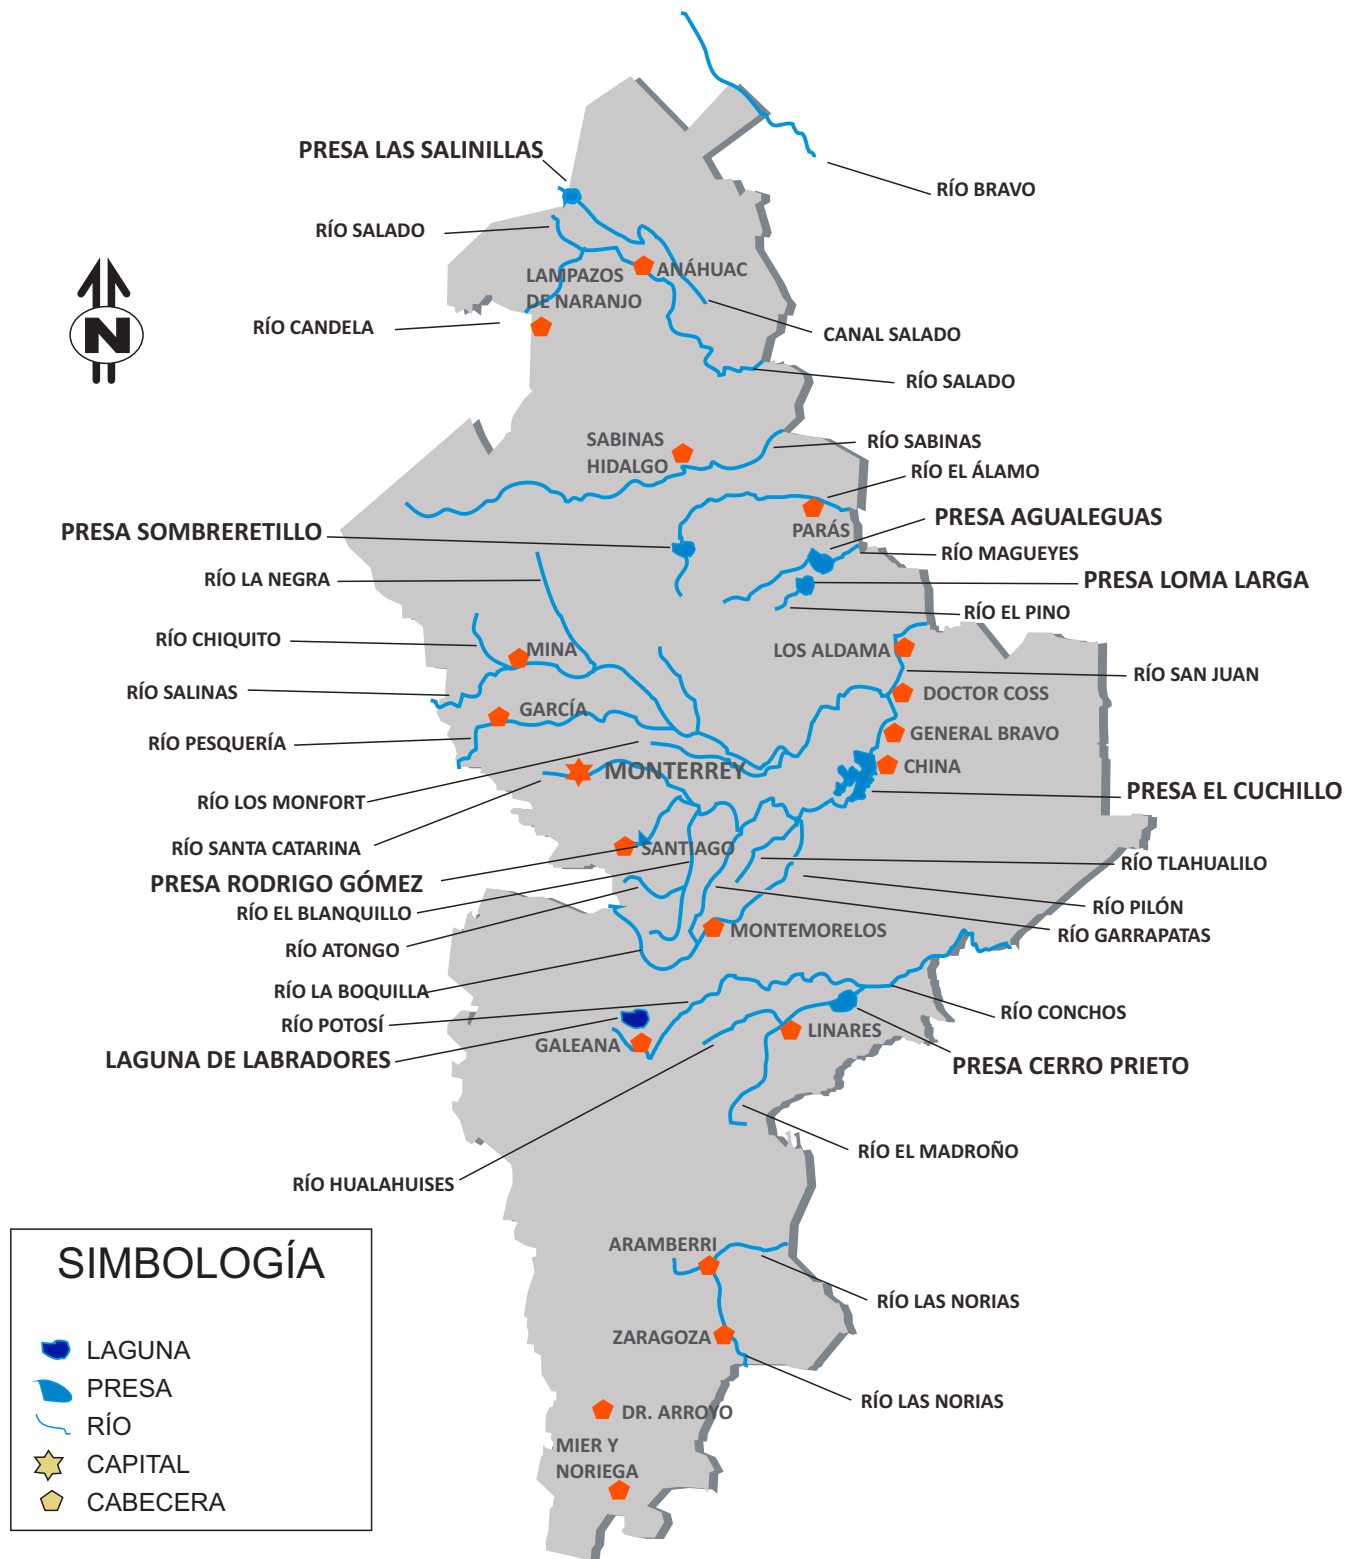 PRESA LAS SALINILLAS
RÍO BRAVO
RÍO SALADO
LAMPAZOS
DE NARANJO
ANÁHUAC
N
RÍO CANDELA
CANAL SALADO
RÍO SALADO
SABINAS
HIDALGO
RÍO SABINAS
RÍO EL ÁLAMO
PRESA SOMBRERETILLO
PARÁS
PRESA AGUALEGUAS
RÍO MAGUEYES
RÍO LA NEGRA
PRESA LOMA LARGA
RÍO EL PINO
RÍO CHIQUITO
MINA
LOS ALDAMA
RÍO SAN JUAN
RÍO SALINAS
DOCTOR COSS
GARCÍA
RÍO PESQUERÍA
GENERAL BRAVO
MONTERREY
CHINA
RÍO LOS MONFORT
PRESA EL CUCHILLO
RÍO SANTA CATARINA
SANTIAGO
RÍO TLAHUALILO
PRESA RODRIGO GÓMEZ
RÍO EL BLANQUILLO
RÍO PILÓN
RÍO ATONGO
MONTEMORELOS
RÍO GARRAPATAS
RÍO LA BOQUILLA
RÍO CONCHOS
RÍO POTOSÍ
LINARES
GALEANA
LAGUNA DE LABRADORES
PRESA CERRO PRIETO
RÍO EL MADROÑO
RÍO HUALAHUISES
ARAMBERRI
RÍO LAS NORIAS
ZARAGOZA
RÍO LAS NORIAS
DR. ARROYO
MIER Y
NORIEGA
SIMBOLOGÍA
LAGUNA
PRESA
RÍO
CAPITAL
CABECERA